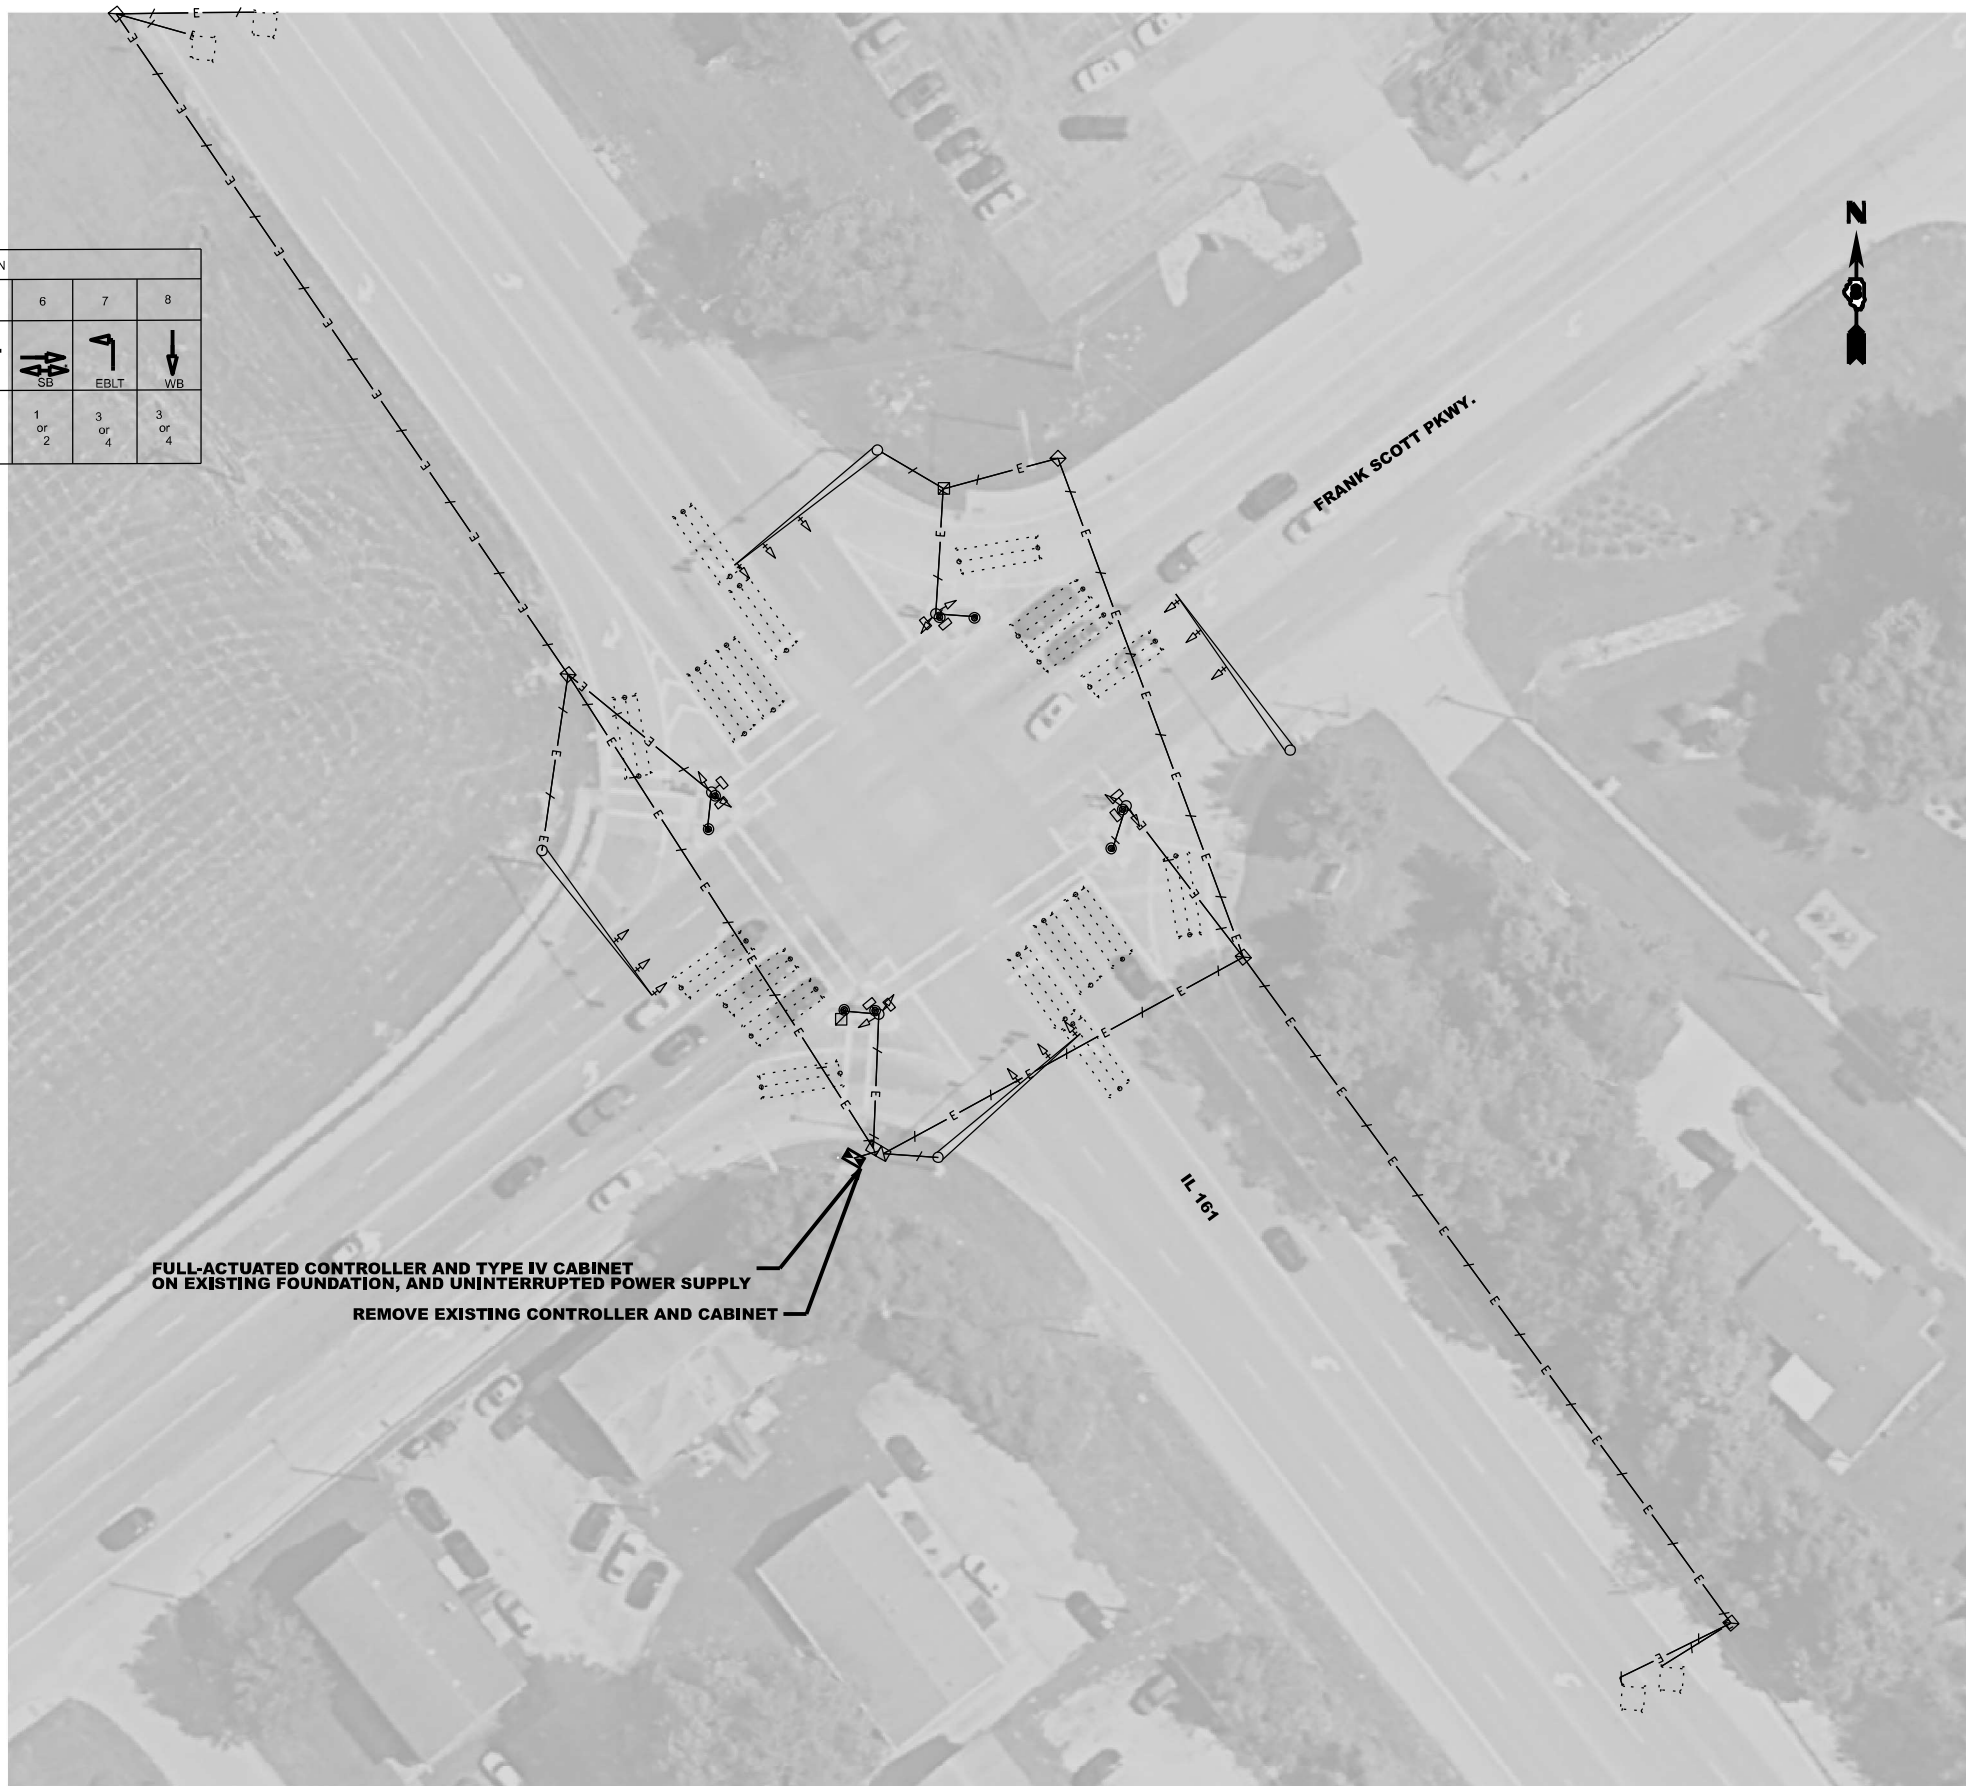 N
N
6 7 8
SB EBLT WB
1 3 3
or or or
2 4 4
FRANK SCOTT PKWY.
IL 161
FULL-ACTUATED CONTROLLER AND TYPE IV CABINET
ON EXISTING FOUNDATION, AND UNINTERRUPTED POWER SUPPLY
REMOVE EXISTING CONTROLLER AND CABINET